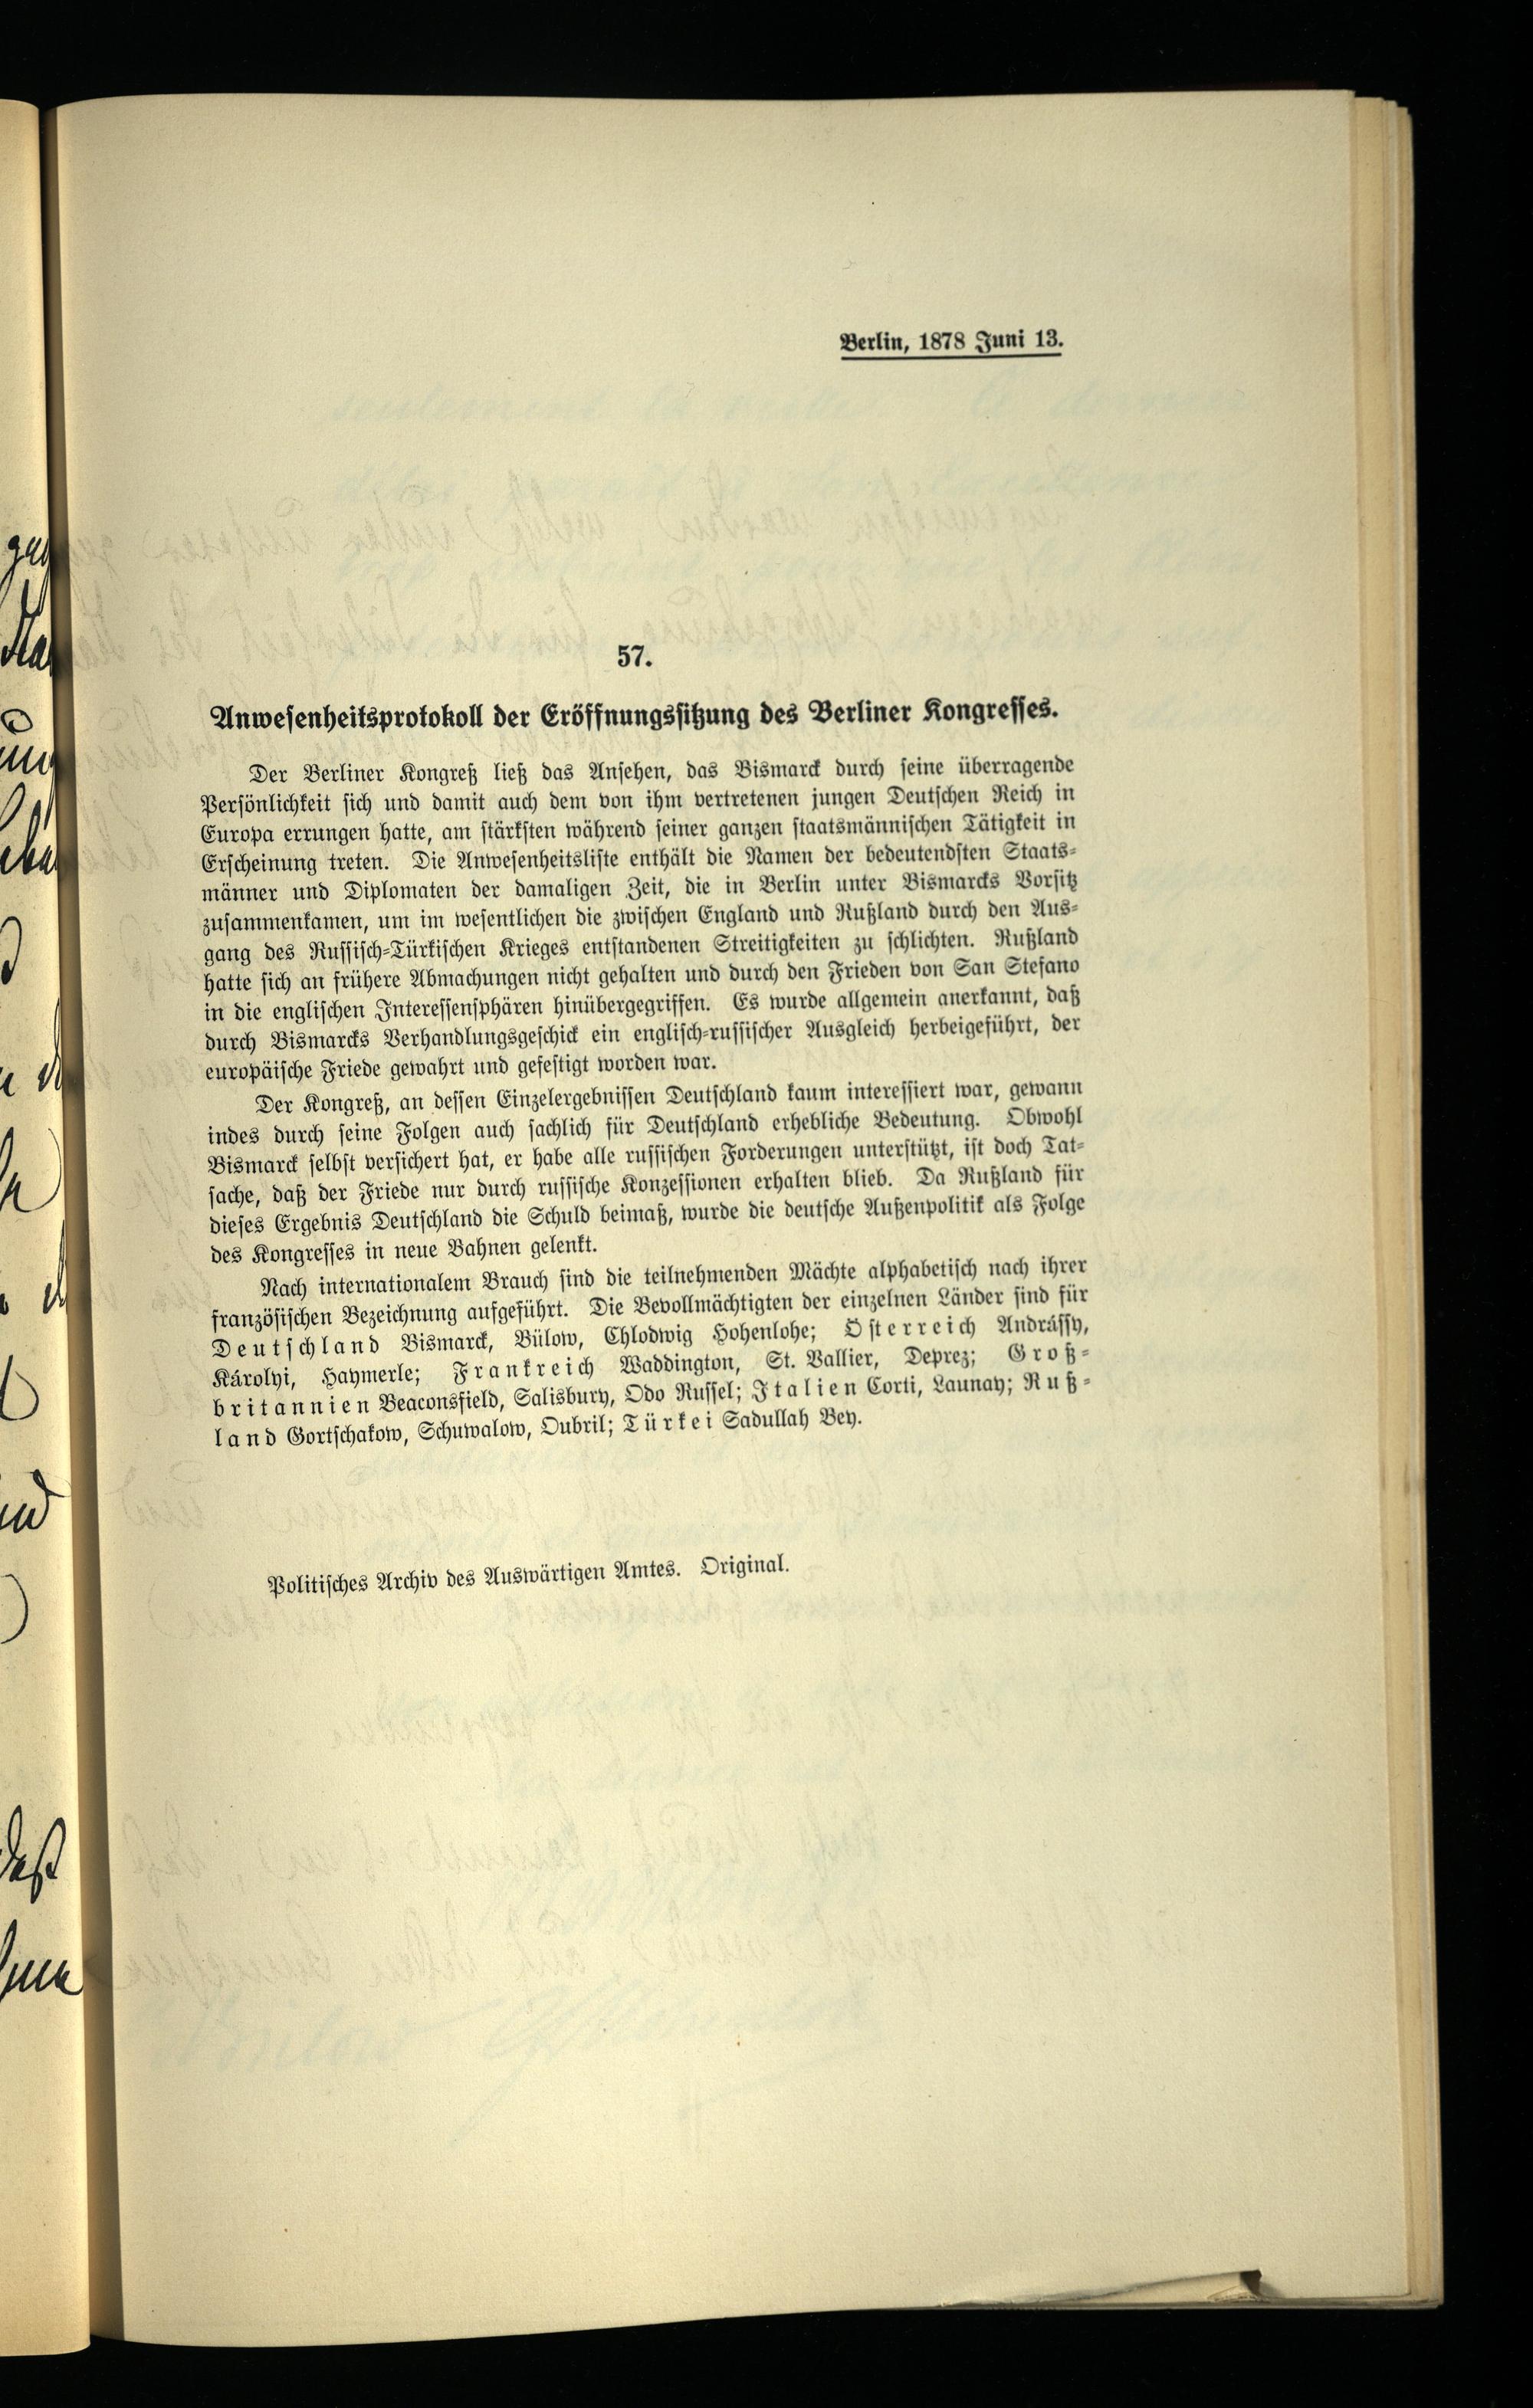 Berlin, 1878 Juni 13.
57.
Anwesenheitsprotokoll der Eröffnungssitzung des Berliner Kongresses.
Der Berliner Kongreß ließ das Ansehen, das Bismarck durch seine überragende
Persönlichkeit sich und damit auch dem von ihm vertretenen jungen Deutschen Reich in
Europa errungen hatte, am stärksten während seiner ganzen staatsmännischen Tätigkeit in
Erscheinung treten. Die Anwesenheitsliste enthält die Namen der bedeutendsten Staats-
männer und Diplomaten der damaligen Zeit, die in Berlin unter Bismarcks Vorsitz
zusammenkamen, um im wesentlichen die zwischen England und Rußland durch den Aus-
gang des Russisch-Türkischen Krieges entstandenen Streitigkeiten zu schlichten. Rußland
hatte sich an frühere Abmachungen nicht gehalten und durch den Frieden von San Stefano
in die englischen Interessensphären hinübergegriffen. Es wurde allgemein anerkannt, daß
durch Bismarcks Verhandlungsgeschick ein englisch-russischer Ausgleich herbeigeführt, der
europäische Friede gewahrt und gefestigt worden war.
Der Kongreß, an dessen Einzelergebnissen Deutschland kaum interessiert war, gewann
indes durch seine Folgen auch sachlich für Deutschland erhebliche Bedeutung. Obwohl
Bismarck selbst versichert hat, er habe alle russischen Forderungen unterstützt, ist doch Tat-
sache, daß der Friede nur durch russische Konzessionen erhalten blieb. Da Rußland für
dieses Ergebnis Deutschland die Schuld beimaß, wurde die deutsche Außenpolitik als Folge
des Kongresses in neue Bahnen gelenkt.
Nach internationalem Brauch sind die teilnehmenden Mächte alphabetisch nach ihrer
französischen Bezeichnung aufgeführt. Die Bevollmächtigten der einzelnen Länder sind für
Deutschland Bismarck, Bülow, Chlodwig Hohenlohe; Österreich Andrássy,
Károlyi, Haymerle; Frankreich Waddington, St. Vallier, Deprez; Groß-
britannien Beaconsfield, Salisbury, Odo Russel; Italien Corti, Launay; Ruß-
land Gortschakow, Schuwalow, Oubril; Türkei Sadullah Bey.
Politisches Archiv des Auswärtigen Amtes. Original.